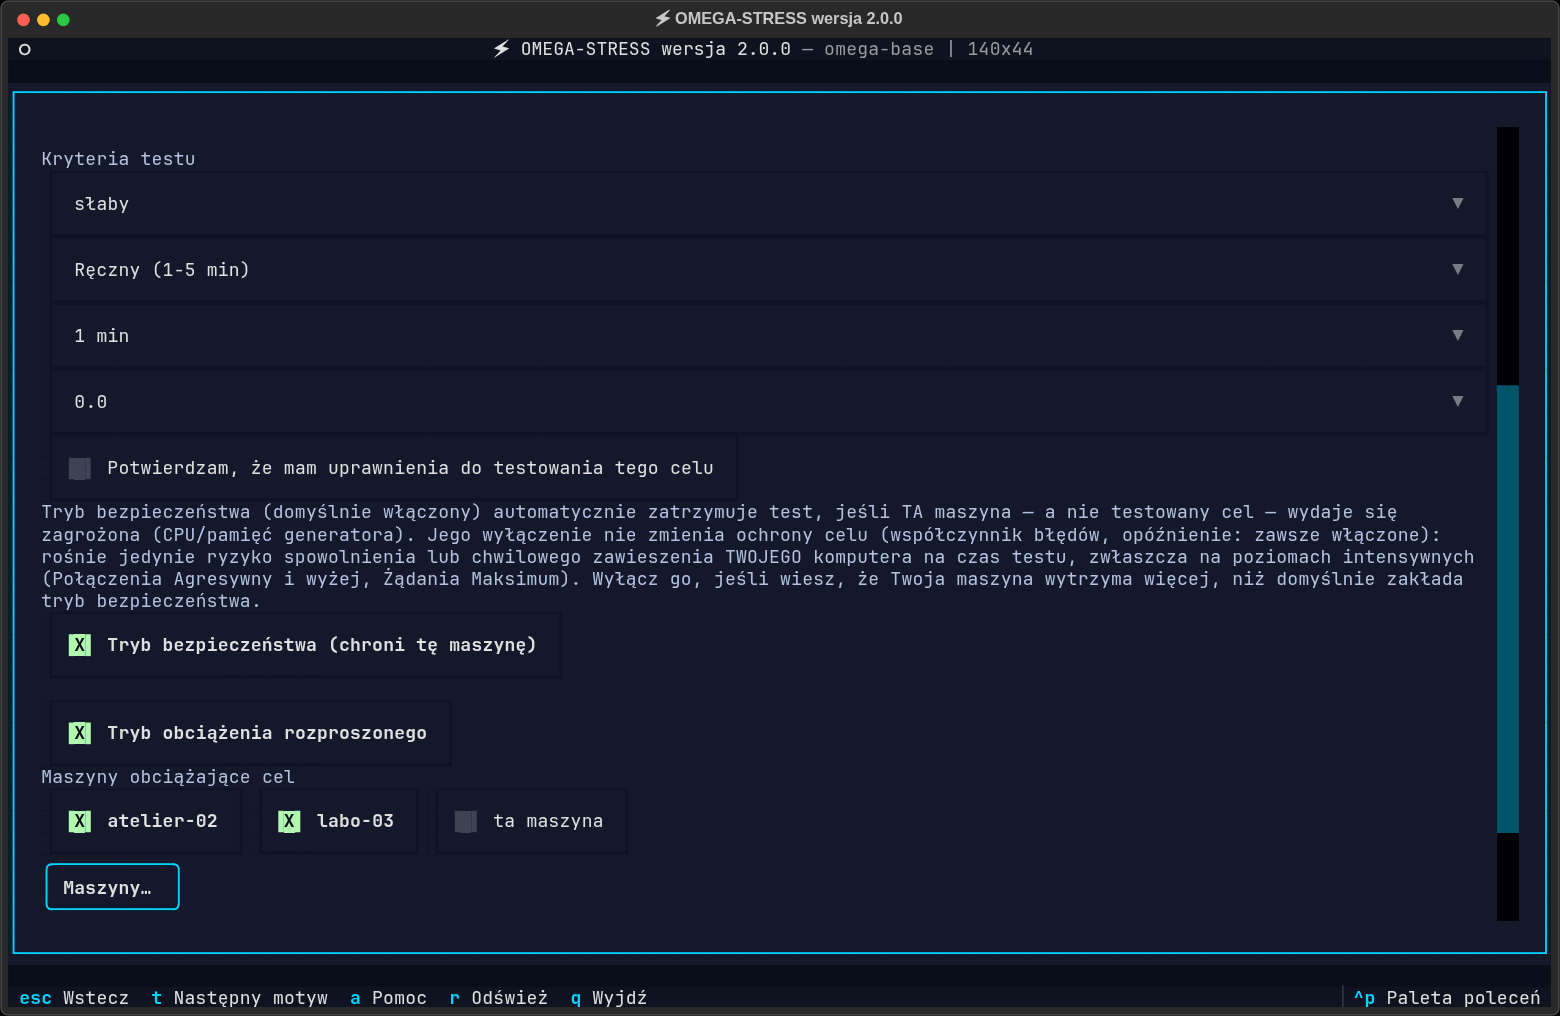 ⚡ OMEGA-STRESS wersja 2.0.0
⚡ OMEGA-STRESS wersja 2.0.0 — omega-base | 140x44
Kryteria testu
słaby ▼
Ręczny (1-5 min) ▼
1 min ▼
0.0 ▼
Potwierdzam, że mam uprawnienia do testowania tego celu
Tryb bezpieczeństwa (domyślnie włączony) automatycznie zatrzymuje test, jeśli TA maszyna — a nie testowany cel — wydaje się
zagrożona (CPU/pamięć generatora). Jego wyłączenie nie zmienia ochrony celu (współczynnik błędów, opóźnienie: zawsze włączone):
rośnie jedynie ryzyko spowolnienia lub chwilowego zawieszenia TWOJEGO komputera na czas testu, zwłaszcza na poziomach intensywnych
(Połączenia Agresywny i wyżej, Żądania Maksimum). Wyłącz go, jeśli wiesz, że Twoja maszyna wytrzyma więcej, niż domyślnie zakłada
tryb bezpieczeństwa.
X Tryb bezpieczeństwa (chroni tę maszynę)
X Tryb obciążenia rozproszonego
Maszyny obciążające cel
X atelier-02 X labo-03 ta maszyna
Maszyny…
esc Wstecz t Następny motyw a Pomoc r Odśwież q Wyjdź ^p Paleta poleceń